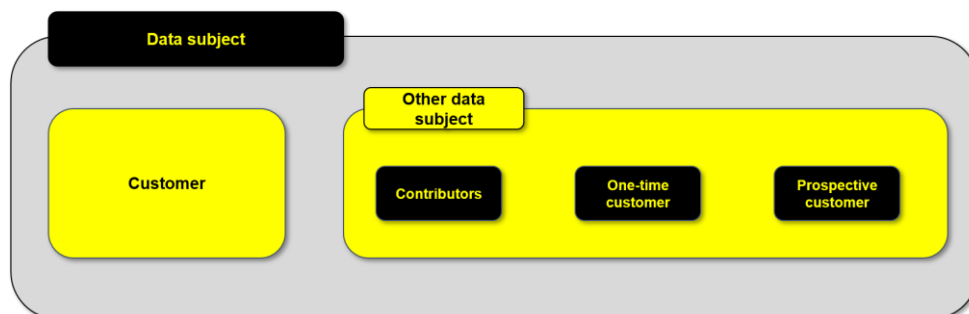 Data subject
Other data
subject
Customer
Contributors
One-time
customer
Prospective
customer